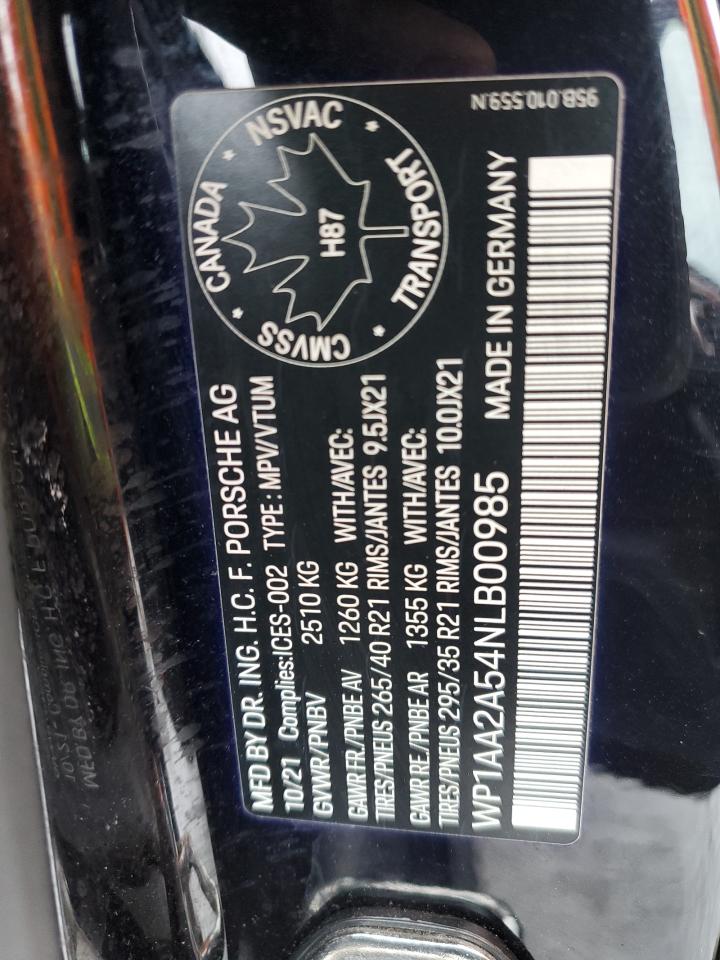 MFD BY DR. ING. H.C. F. PORSCHE AG
10/21 Complies:ICES-002 TYPE: MPV/VTUM
GVWR/PNBV 2510 KG
GAWR FR./PNBE AV 1260 KG WITH/AVEC:
TIRES/PNEUS 265/40 R21 RIMS/JANTES 9.5JX21
GAWR RE./PNBE AR 1355 KG WITH/AVEC:
TIRES/PNEUS 295/35 R21 RIMS/JANTES 10.0JX21
WP1AA2A54NLB00985 MADE IN GERMANY
CANADA * NSVAC * TRANSPORT * CMVSS *
H87
95B.010.559.N